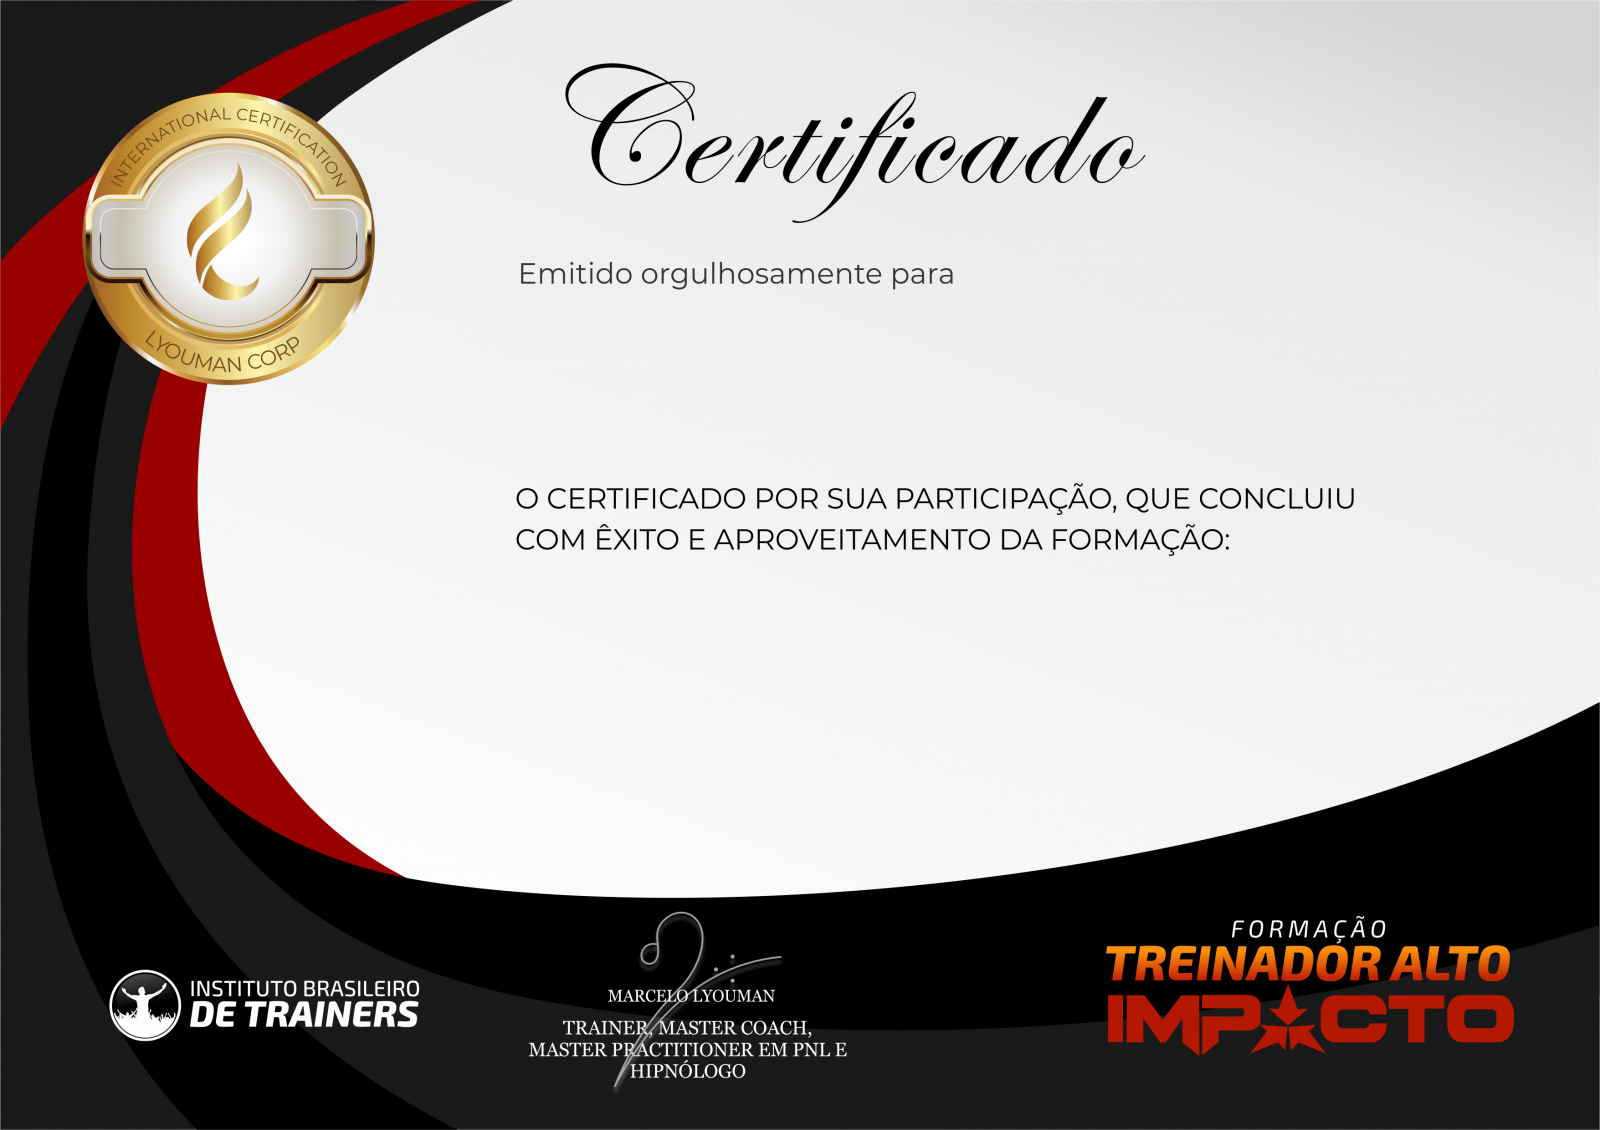 Certificado
INTERNATIONAL CERTIFICATION
LYOUMAN CORP
Emitido orgulhosamente para
O CERTIFICADO POR SUA PARTICIPAÇÃO, QUE CONCLUIU
COM ÊXITO E APROVEITAMENTO DA FORMAÇÃO:
INSTITUTO BRASILEIRO
DE TRAINERS
MARCELO LYOUMAN
TRAINER, MASTER COACH,
MASTER PRACTITIONER EM PNL E
HIPNÓLOGO
FORMAÇÃO
TREINADOR ALTO
IMPACTO